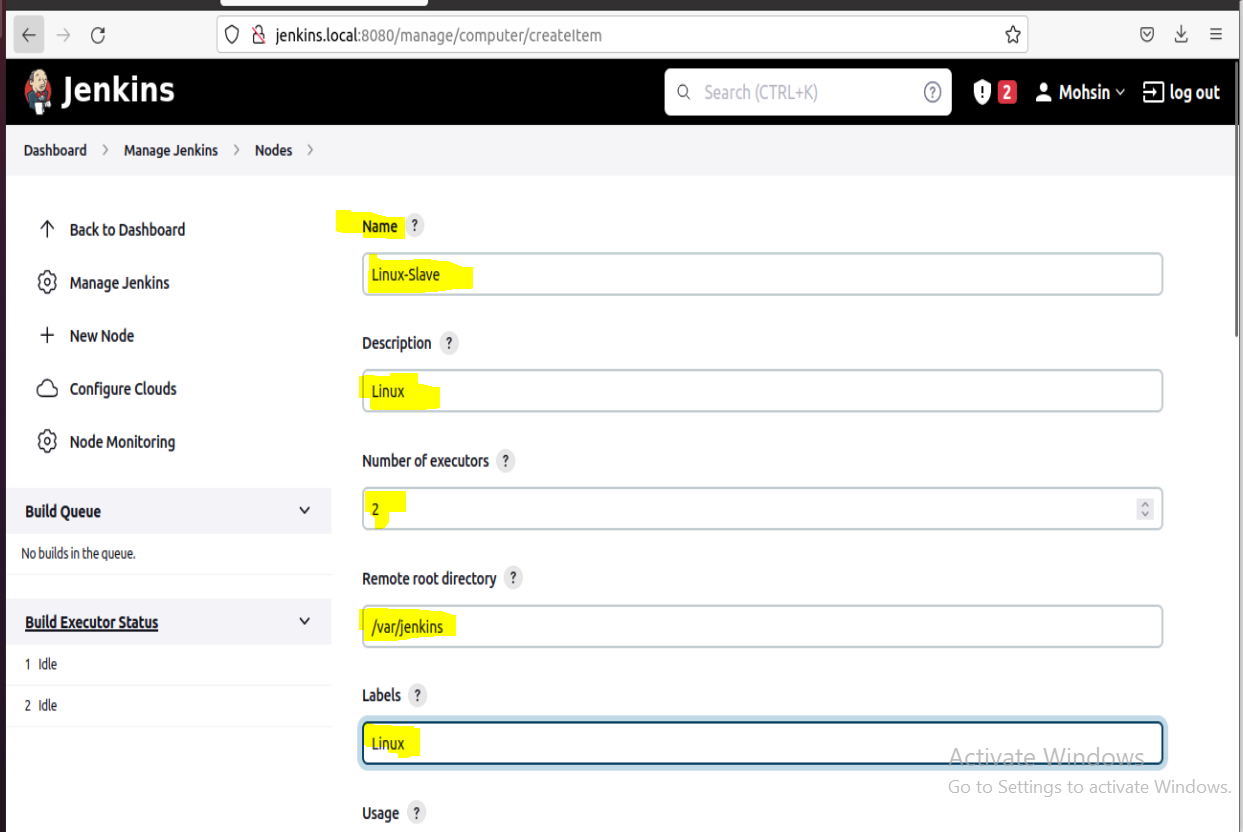 jenkins.local:8080/manage/computer/createItem
Jenkins
Search (CTRL+K) ?
2
Mohsin
log out
Dashboard > Manage Jenkins > Nodes >
Back to Dashboard
Manage Jenkins
New Node
Configure Clouds
Node Monitoring
Build Queue
No builds in the queue.
Build Executor Status
1 Idle
2 Idle
Name ?
Linux-Slave
Description ?
Linux
Number of executors ?
2
Remote root directory ?
/var/jenkins
Labels ?
Linux
Usage ?
Activate Windows
Go to Settings to activate Windows.